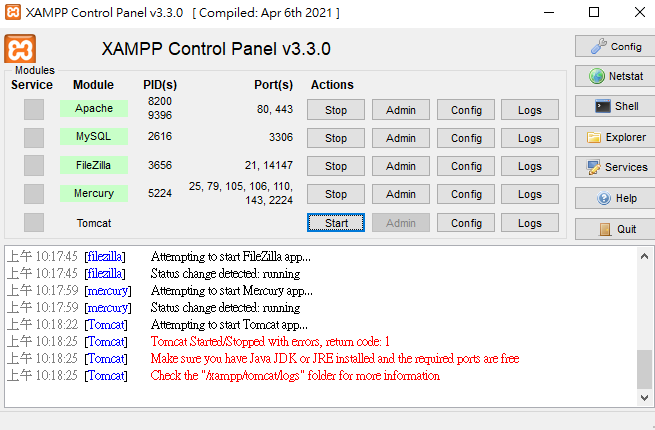 XAMPP Control Panel v3.3.0 [ Compiled: Apr 6th 2021 ]
XAMPP Control Panel v3.3.0
Config
Modules
Service Module PID(s) Port(s) Actions
Netstat
Apache 8200 9396 80, 443 Stop Admin Config Logs
Shell
MySQL 2616 3306 Stop Admin Config Logs
Explorer
FileZilla 3656 21, 14147 Stop Admin Config Logs
Services
Mercury 5224 25, 79, 105, 106, 110, 143, 2224 Stop Admin Config Logs
Help
Tomcat Start Admin Config Logs
Quit
上午 10:17:45 [filezilla] Attempting to start FileZilla app...
上午 10:17:45 [filezilla] Status change detected: running
上午 10:17:59 [mercury] Attempting to start Mercury app...
上午 10:17:59 [mercury] Status change detected: running
上午 10:18:22 [Tomcat] Attempting to start Tomcat app...
上午 10:18:25 [Tomcat] Tomcat Started/Stopped with errors, return code: 1
上午 10:18:25 [Tomcat] Make sure you have Java JDK or JRE installed and the required ports are free
上午 10:18:25 [Tomcat] Check the "/xampp/tomcat/logs" folder for more information